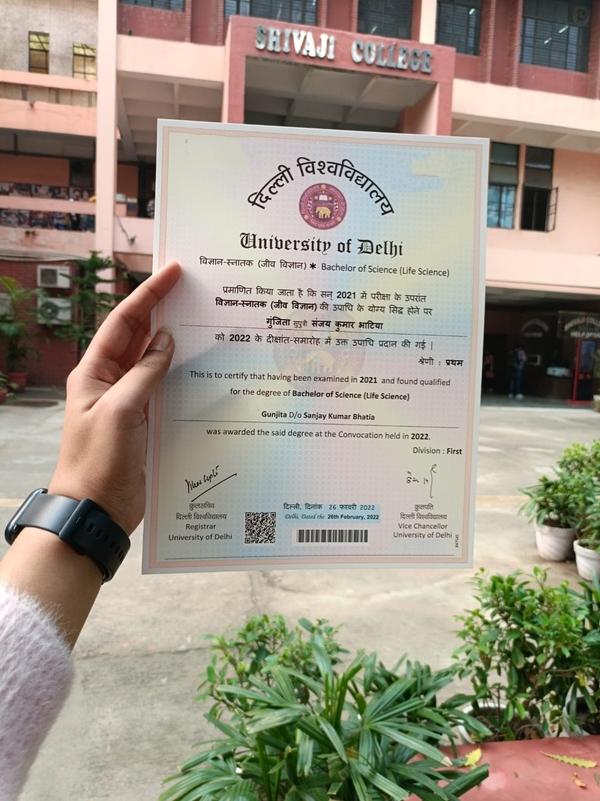 SHIVAJI COLLEGE
दिल्ली विश्वविद्यालय
University of Delhi
विज्ञान-स्नातक (जीव विज्ञान) * Bachelor of Science (Life Science)
प्रमाणित किया जाता है कि सन् 2021 में परीक्षा के उपरांत
विज्ञान-स्नातक (जीव विज्ञान) की उपाधि के योग्य सिद्ध होने पर
गुंजिता सुपुत्री संजय कुमार भाटिया
को 2022 के दीक्षांत-समारोह में उक्त उपाधि प्रदान की गई |
श्रेणी : प्रथम
This is to certify that having been examined in 2021 and found qualified
for the degree of Bachelor of Science (Life Science)
Gunjita D/o Sanjay Kumar Bhatia
was awarded the said degree at the Convocation held in 2022.
Division : First
कुलसचिव
दिल्ली विश्वविद्यालय
Registrar
University of Delhi
दिल्ली, दिनांक 26 फरवरी 2022
Delhi, Dated the 26th February, 2022
कुलपति
दिल्ली विश्वविद्यालय
Vice Chancellor
University of Delhi